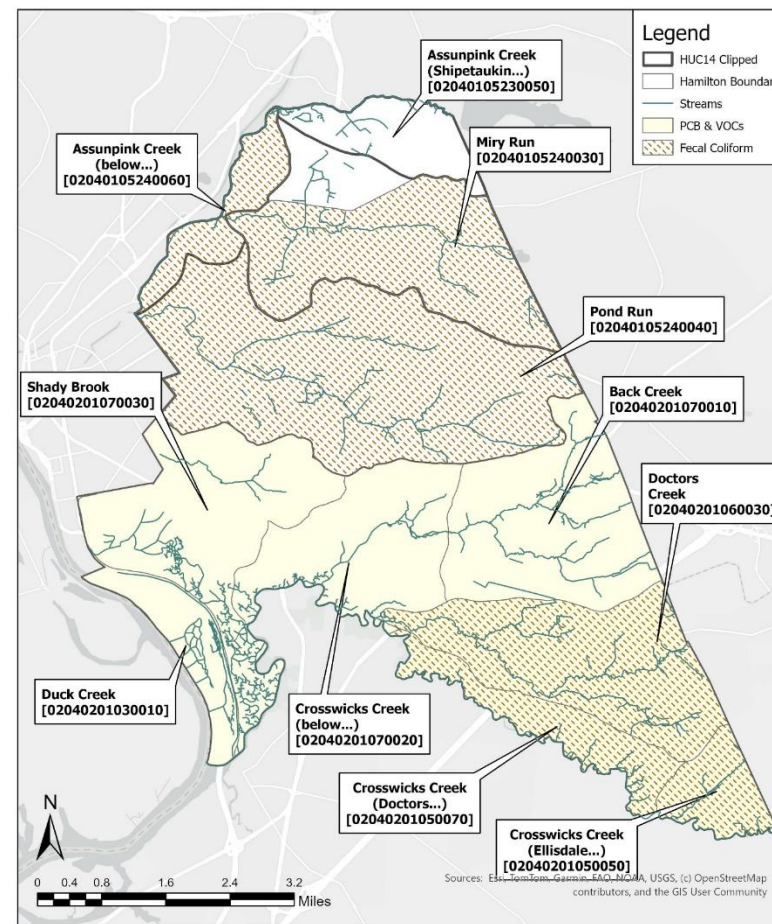 Legend
HUC14 Clipped
Hamilton Boundar
Streams
PCB & VOCs
Fecal Coliform
Assunpink Creek
(Shipetaukin...)
[02040105230050]
Assunpink Creek
(below...)
[02040105240060]
Miry Run
[02040105240030]
Pond Run
[02040105240040]
Shady Brook
[02040201070030]
Back Creek
[02040201070010]
Doctors
Creek
[02040201060030]
Duck Creek
[02040201030010]
Crosswicks Creek
(below...)
[02040201070020]
Crosswicks Creek
(Doctors...)
[02040201050070]
Crosswicks Creek
(Ellisdale...)
[02040201050050]
N
0 0.4 0.8 1.6 2.4 3.2
Miles
Sources: Esri, TomTom, Garmin, FAO, NOAA, USGS, (c) OpenStreetMap
contributors, and the GIS User Community